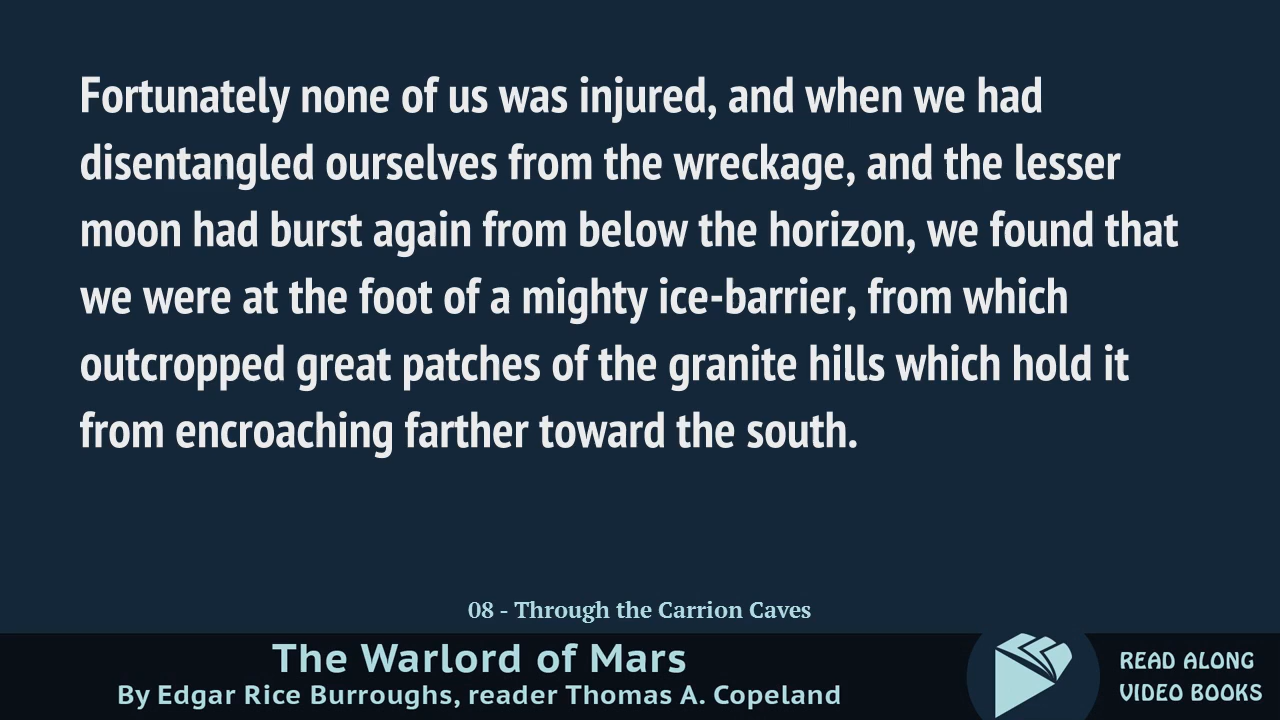 Fortunately none of us was injured, and when we had
disentangled ourselves from the wreckage, and the lesser
moon had burst again from below the horizon, we found that
we were at the foot of a mighty ice-barrier, from which
outcropped great patches of the granite hills which hold it
from encroaching farther toward the south.
08 - Through the Carrion Caves
The Warlord of Mars
By Edgar Rice Burroughs, reader Thomas A. Copeland
READ ALONG
VIDEO BOOKS